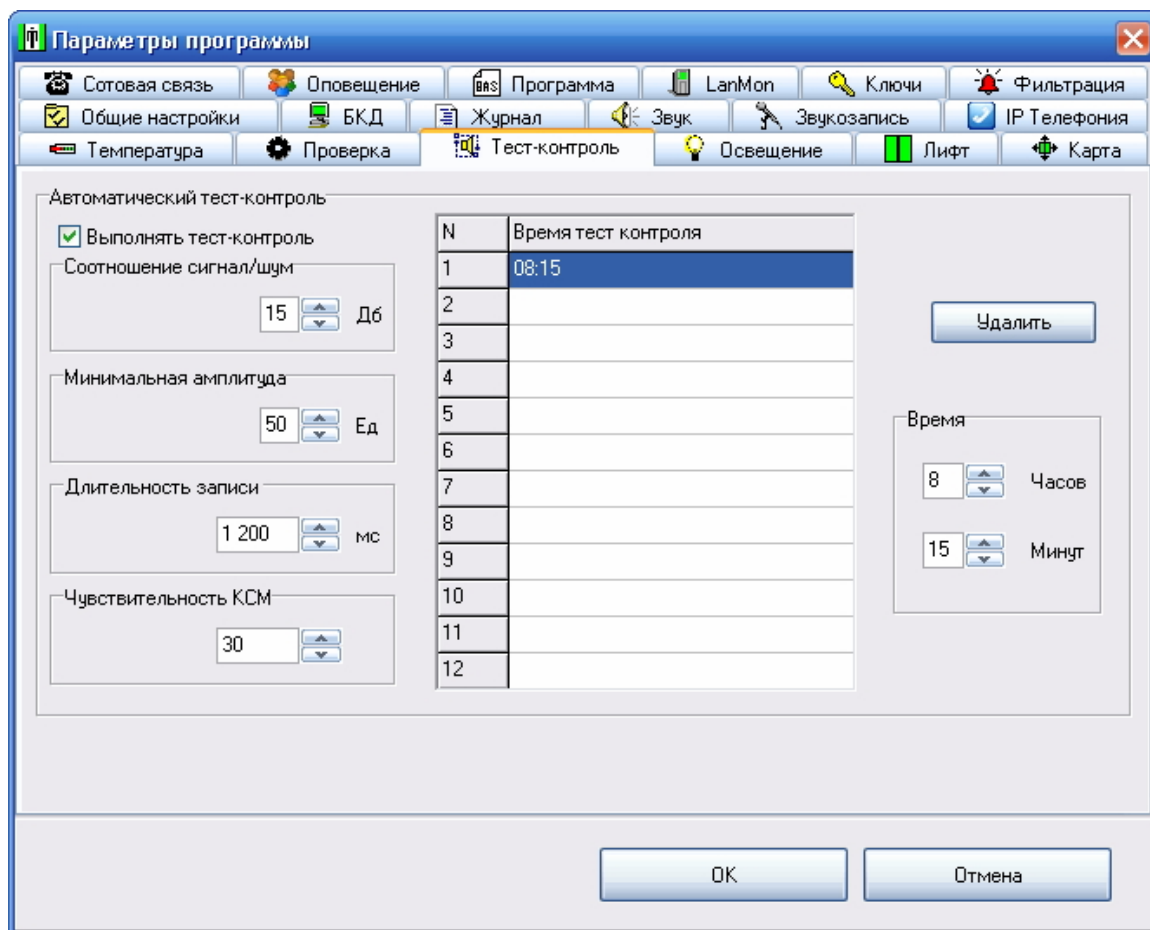 Параметры программы
Сотовая связь
Оповещение
Программа
LanMon
Ключи
Фильтрация
Общие настройки
БКД
Журнал
Звук
Звукозапись
IP Телефония
Температура
Проверка
Тест-контроль
Освещение
Лифт
Карта
Автоматический тест-контроль
Выполнять тест-контроль
Соотношение сигнал/шум
15 Дб
Минимальная амплитуда
50 Ед
Длительность записи
1 200 мс
Чувствительность КСМ
30
N Время тест контроля
1 08:15
2
3
4
5
6
7
8
9
10
11
12
Удалить
Время
8 Часов
15 Минут
OK
Отмена